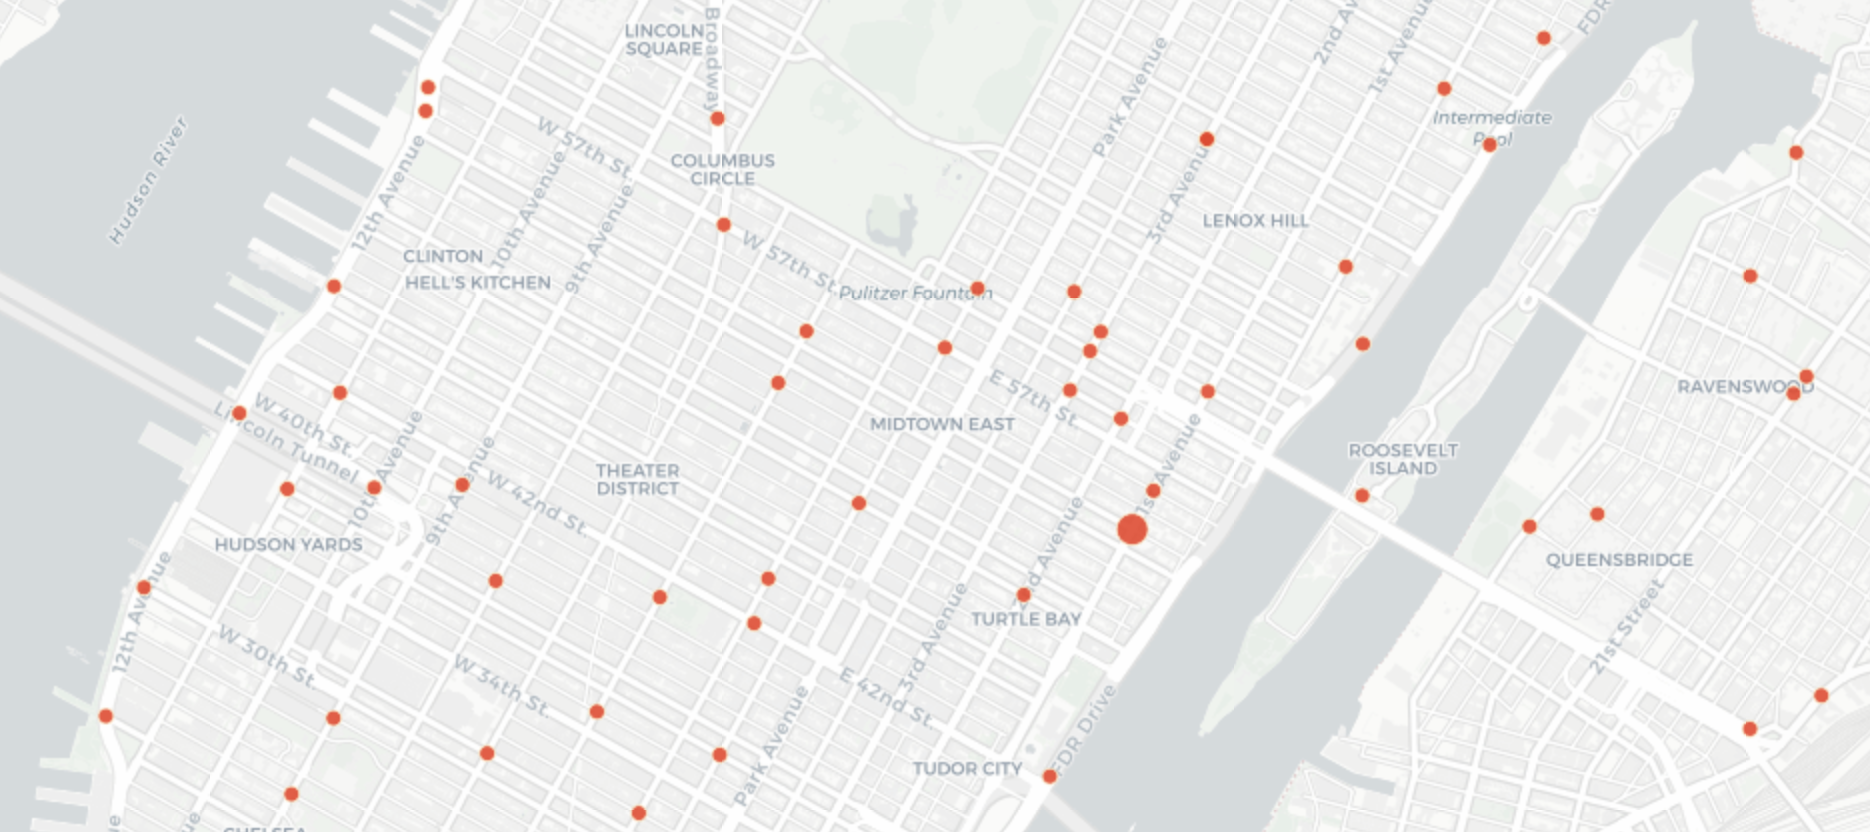 LINCOLN
SQUARE
Broadway
Park Avenue
2nd Av
1st Avenue
FDR
Hudson River
12th Avenue
W 57th St.
10th Avenue
9th Avenue
COLUMBUS
CIRCLE
3rd Avenue
Intermediate
Pool
LENOX HILL
CLINTON
HELL'S KITCHEN
W 57th St.
Pulitzer Fountain
E 57th St.
MIDTOWN EAST
RAVENSWOOD
W 40th St.
Lincoln Tunnel
10th Avenue
9th Avenue
W 42nd St.
THEATER
DISTRICT
1st Avenue
ROOSEVELT
ISLAND
HUDSON YARDS
2nd Avenue
QUEENSBRIDGE
12th Avenue
W 30th St.
W 34th St.
TURTLE BAY
3rd Avenue
21st Street
E 42nd St.
Park Avenue
FDR Drive
TUDOR CITY
CHELSEA
ue
ue